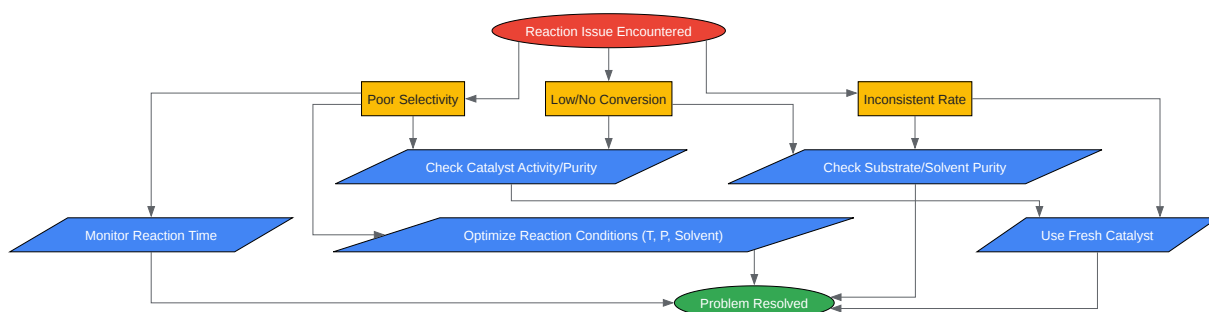 Reaction Issue Encountered
Poor Selectivity
Low/No Conversion
Inconsistent Rate
Check Catalyst Activity/Purity
Check Substrate/Solvent Purity
Monitor Reaction Time
Optimize Reaction Conditions (T, P, Solvent)
Use Fresh Catalyst
Problem Resolved